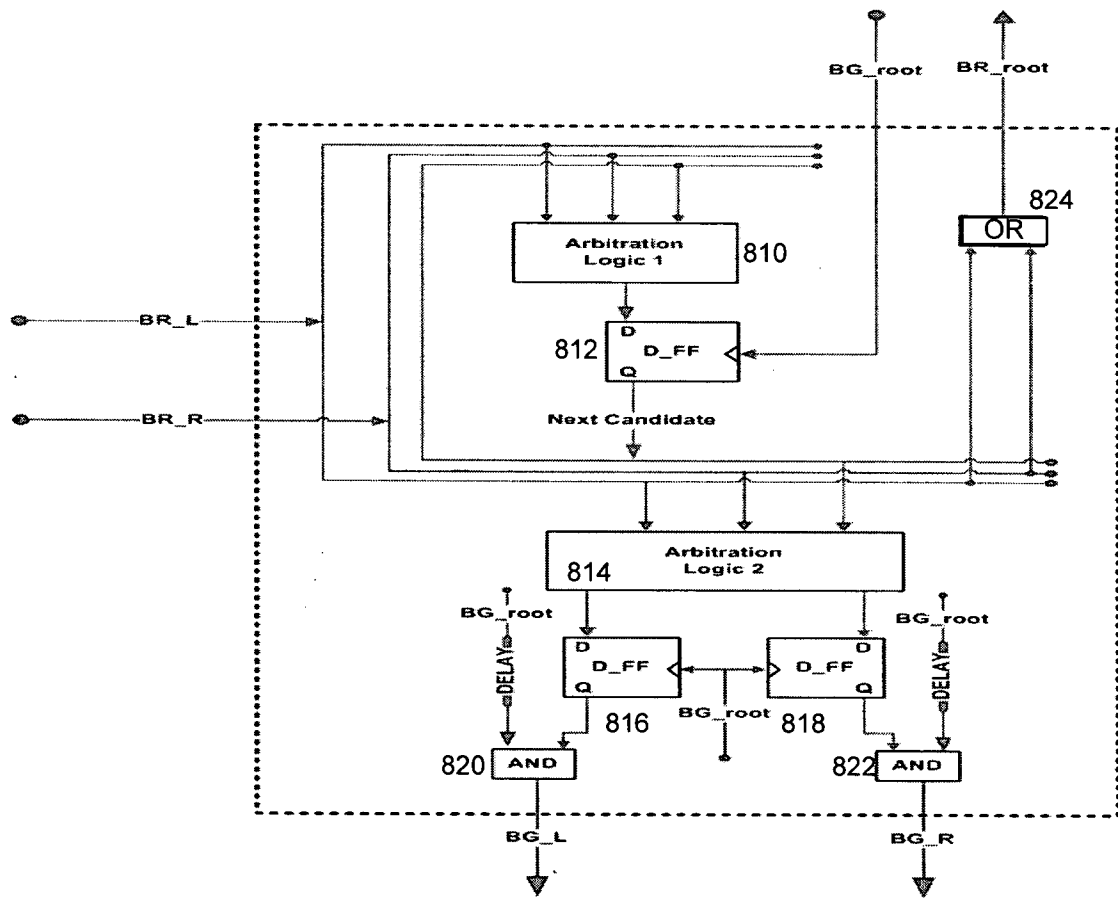 BG_root
BR_root
824
OR
Arbitration
Logic 1
810
BR_L
D
812
D_FF
Q
BR_R
Next Candidate
Arbitration
Logic 2
814
BG_root
BG_root
D
D_FF
Q
D
D_FF
Q
DELAY
DELAY
BG_root
816
818
820
AND
822
AND
BG_L
BG_R